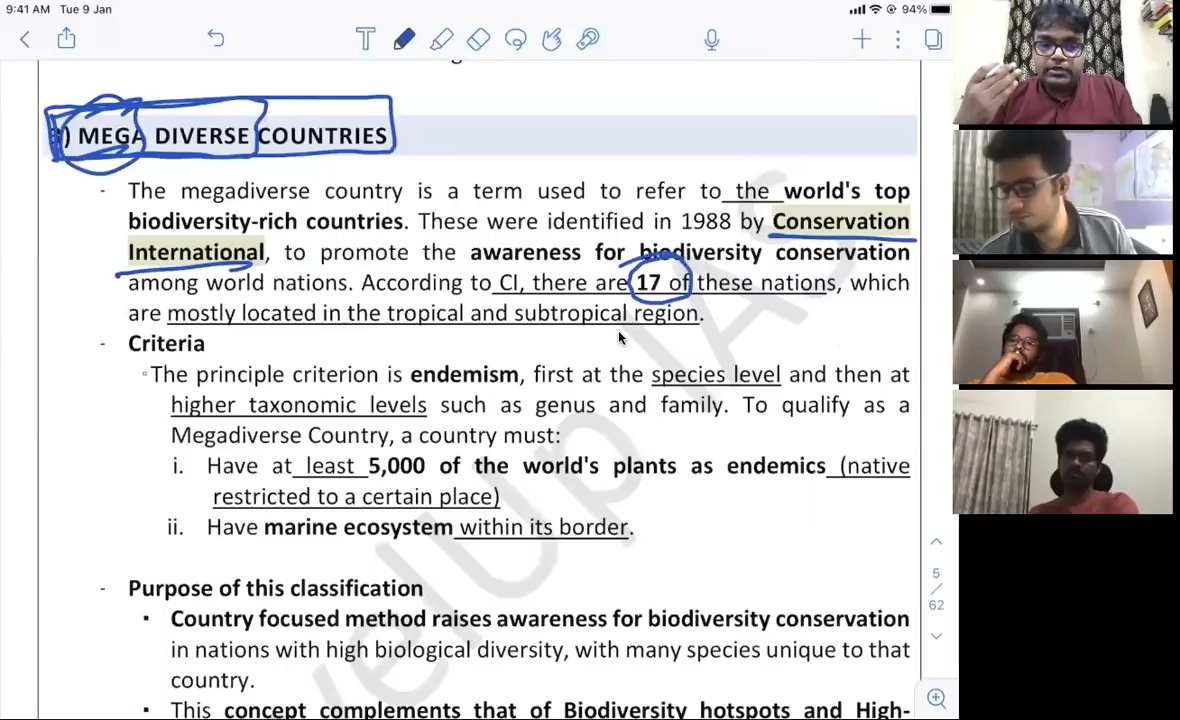 9:41 AM Tue 9 Jan
94%
T
) MEGA DIVERSE COUNTRIES
- The megadiverse country is a term used to refer to the world's top
biodiversity-rich countries. These were identified in 1988 by Conservation
International, to promote the awareness for biodiversity conservation
among world nations. According to CI, there are 17 of these nations, which
are mostly located in the tropical and subtropical region.
- Criteria
▫The principle criterion is endemism, first at the species level and then at
higher taxonomic levels such as genus and family. To qualify as a
Megadiverse Country, a country must:
i. Have at least 5,000 of the world's plants as endemics (native
restricted to a certain place)
ii. Have marine ecosystem within its border.
- Purpose of this classification
▪ Country focused method raises awareness for biodiversity conservation
in nations with high biological diversity, with many species unique to that
country.
▪ This concept complements that of Biodiversity hotspots and High-
5
/
62